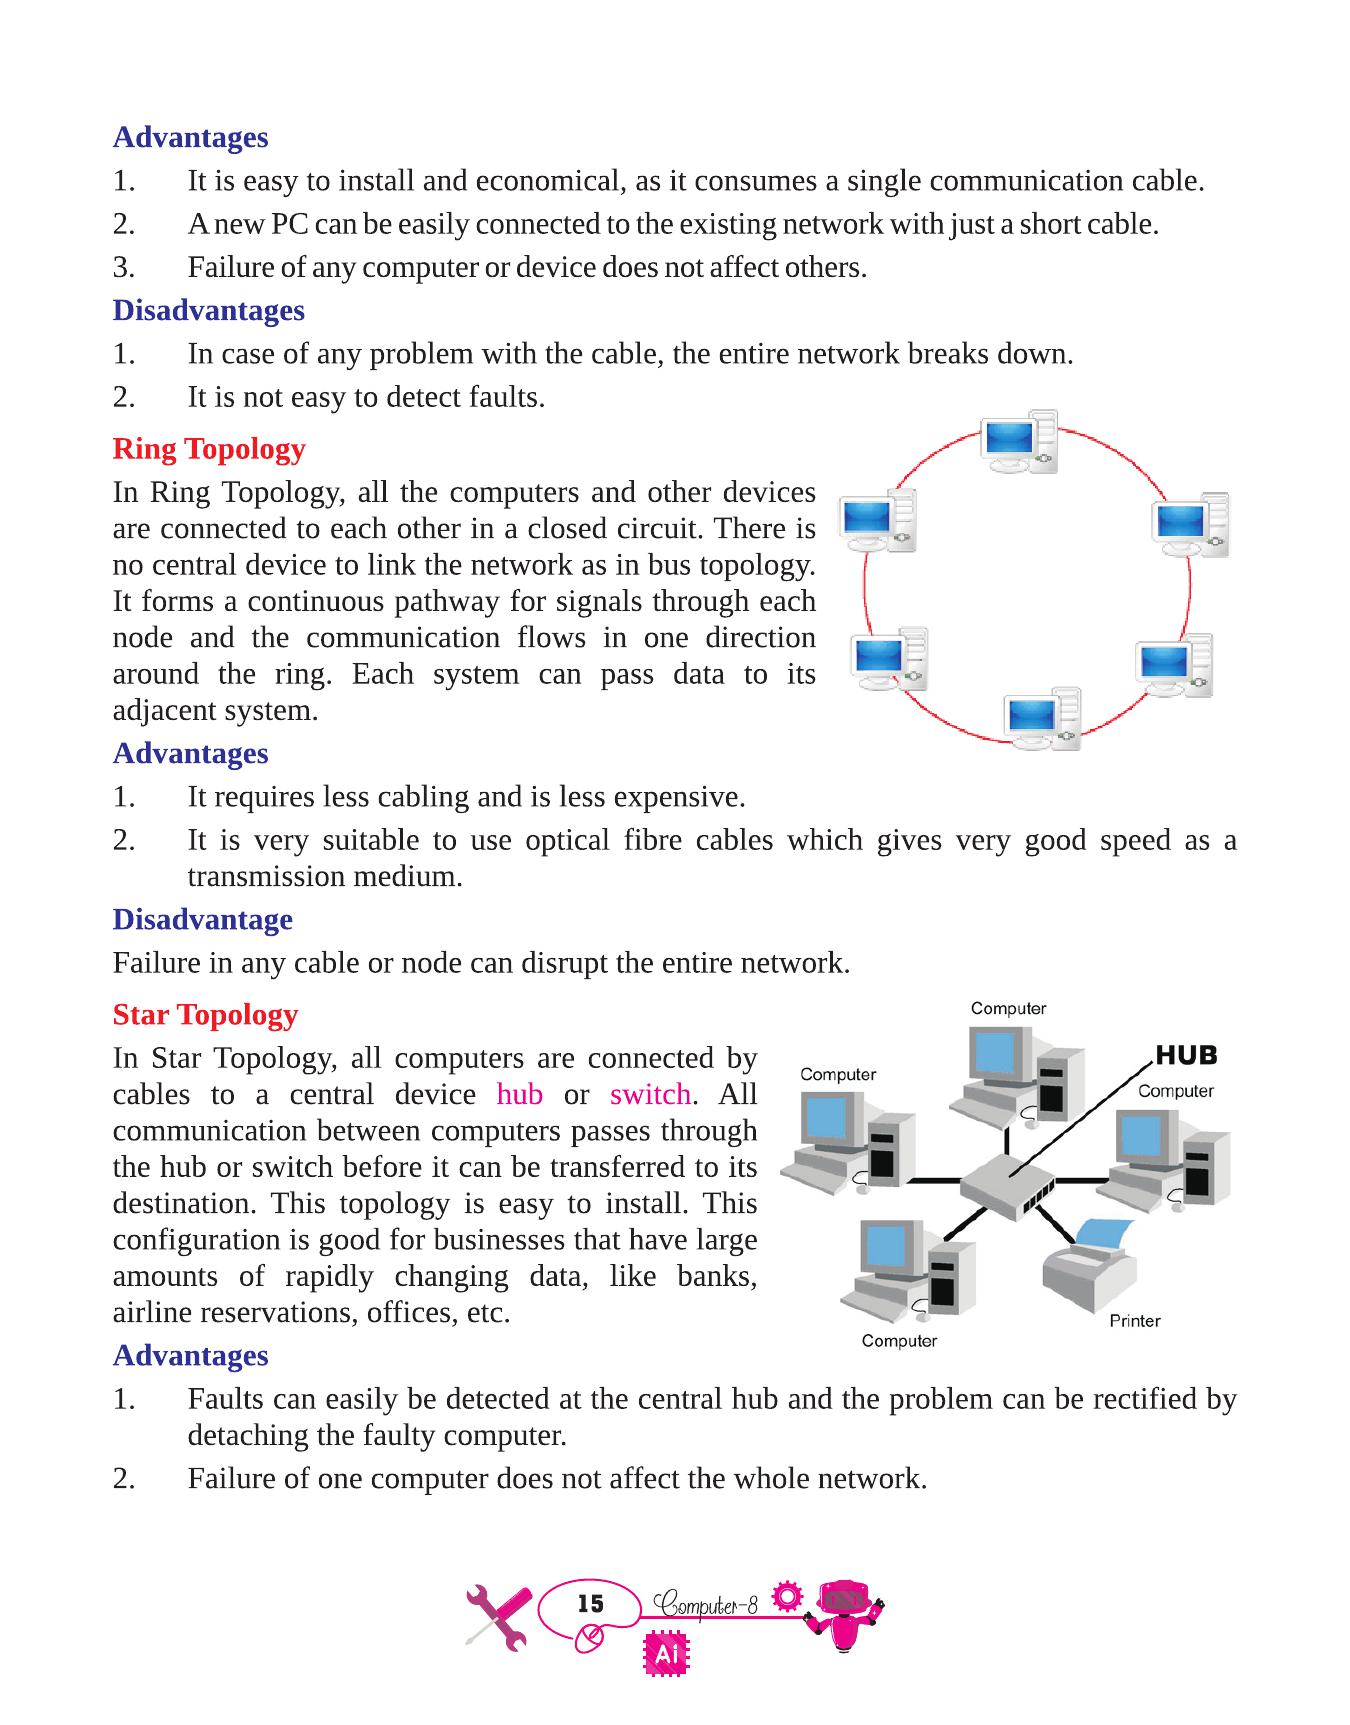 Advantages
1. It is easy to install and economical, as it consumes a single communication cable.
2. A new PC can be easily connected to the existing network with just a short cable.
3. Failure of any computer or device does not affect others.
Disadvantages
1. In case of any problem with the cable, the entire network breaks down.
2. It is not easy to detect faults.
Ring Topology
In Ring Topology, all the computers and other devices
are connected to each other in a closed circuit. There is
no central device to link the network as in bus topology.
It forms a continuous pathway for signals through each
node and the communication flows in one direction
around the ring. Each system can pass data to its
adjacent system.
Advantages
1. It requires less cabling and is less expensive.
2. It is very suitable to use optical fibre cables which gives very good speed as a
transmission medium.
Disadvantage
Failure in any cable or node can disrupt the entire network.
Star Topology
In Star Topology, all computers are connected by
cables to a central device hub or switch. All
communication between computers passes through
the hub or switch before it can be transferred to its
destination. This topology is easy to install. This
configuration is good for businesses that have large
amounts of rapidly changing data, like banks,
airline reservations, offices, etc.
Computer
HUB
Computer
Computer
Printer
Computer
Advantages
1. Faults can easily be detected at the central hub and the problem can be rectified by
detaching the faulty computer.
2. Failure of one computer does not affect the whole network.
15 Computer-8
Ai